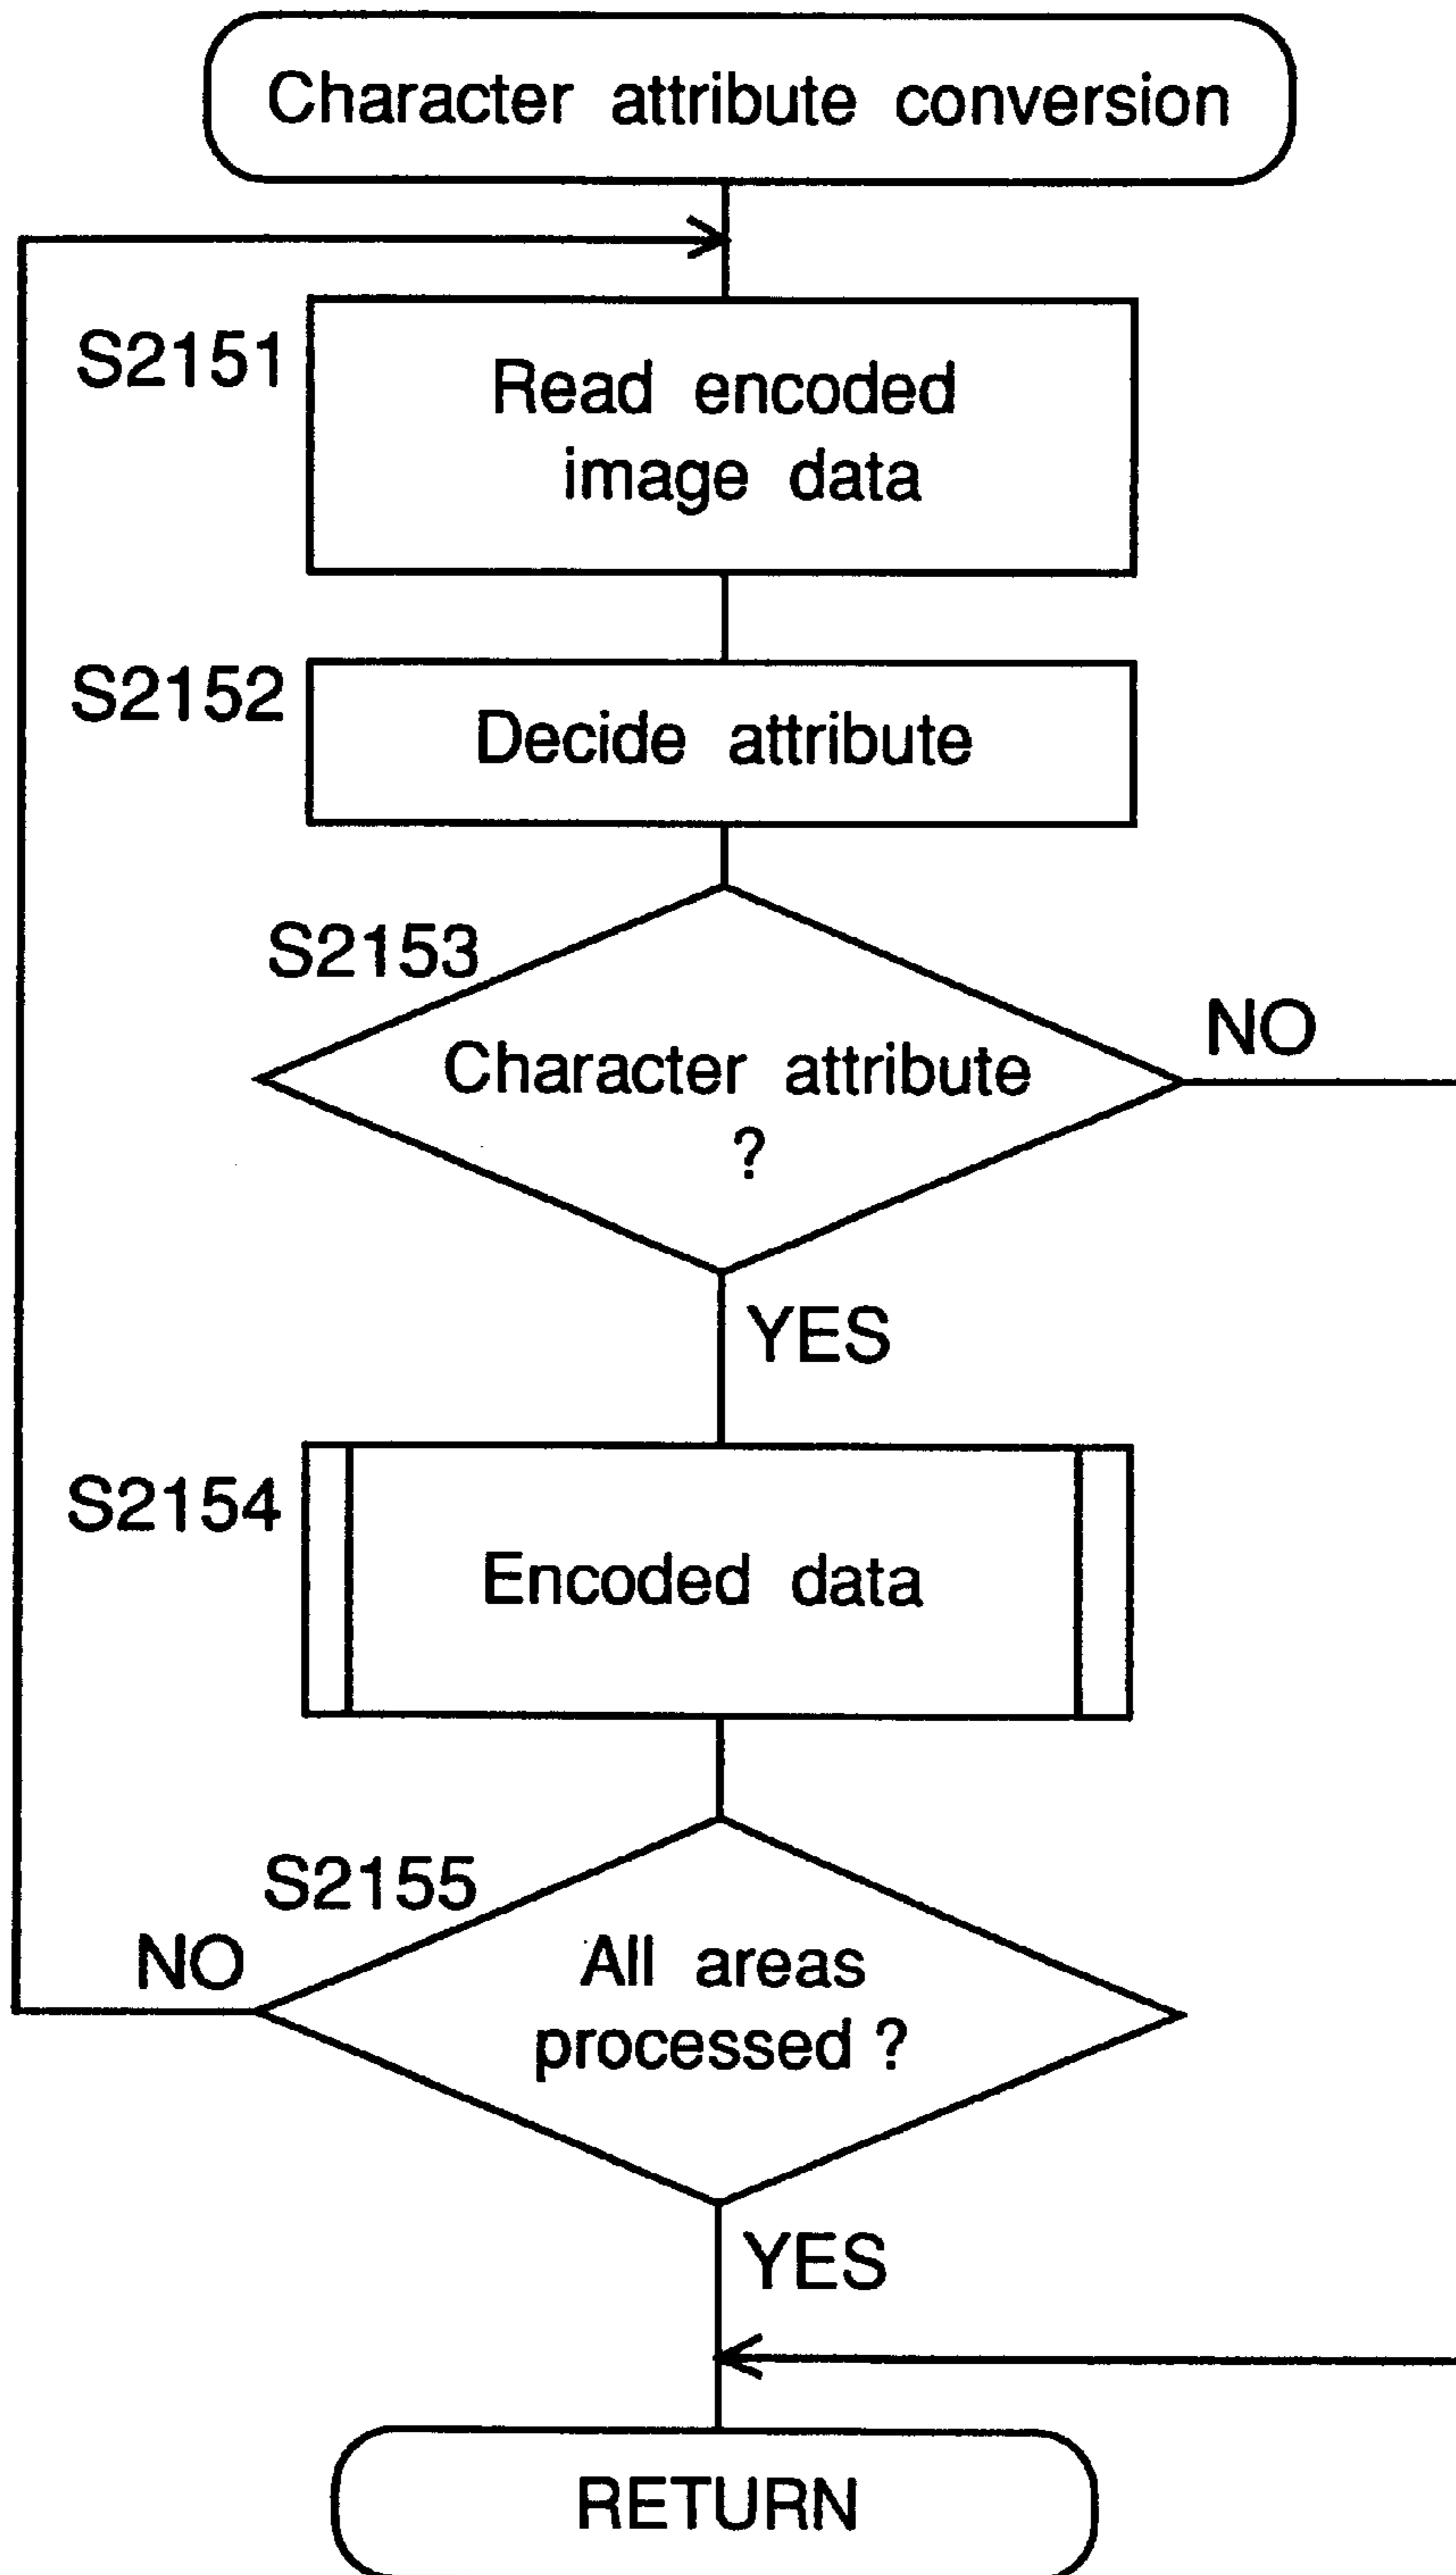 Character attribute conversion
S2151
Read encoded
image data
S2152
Decide attribute
S2153
Character attribute
?
NO
YES
S2154
Encoded data
S2155
All areas
processed ?
NO
YES
RETURN